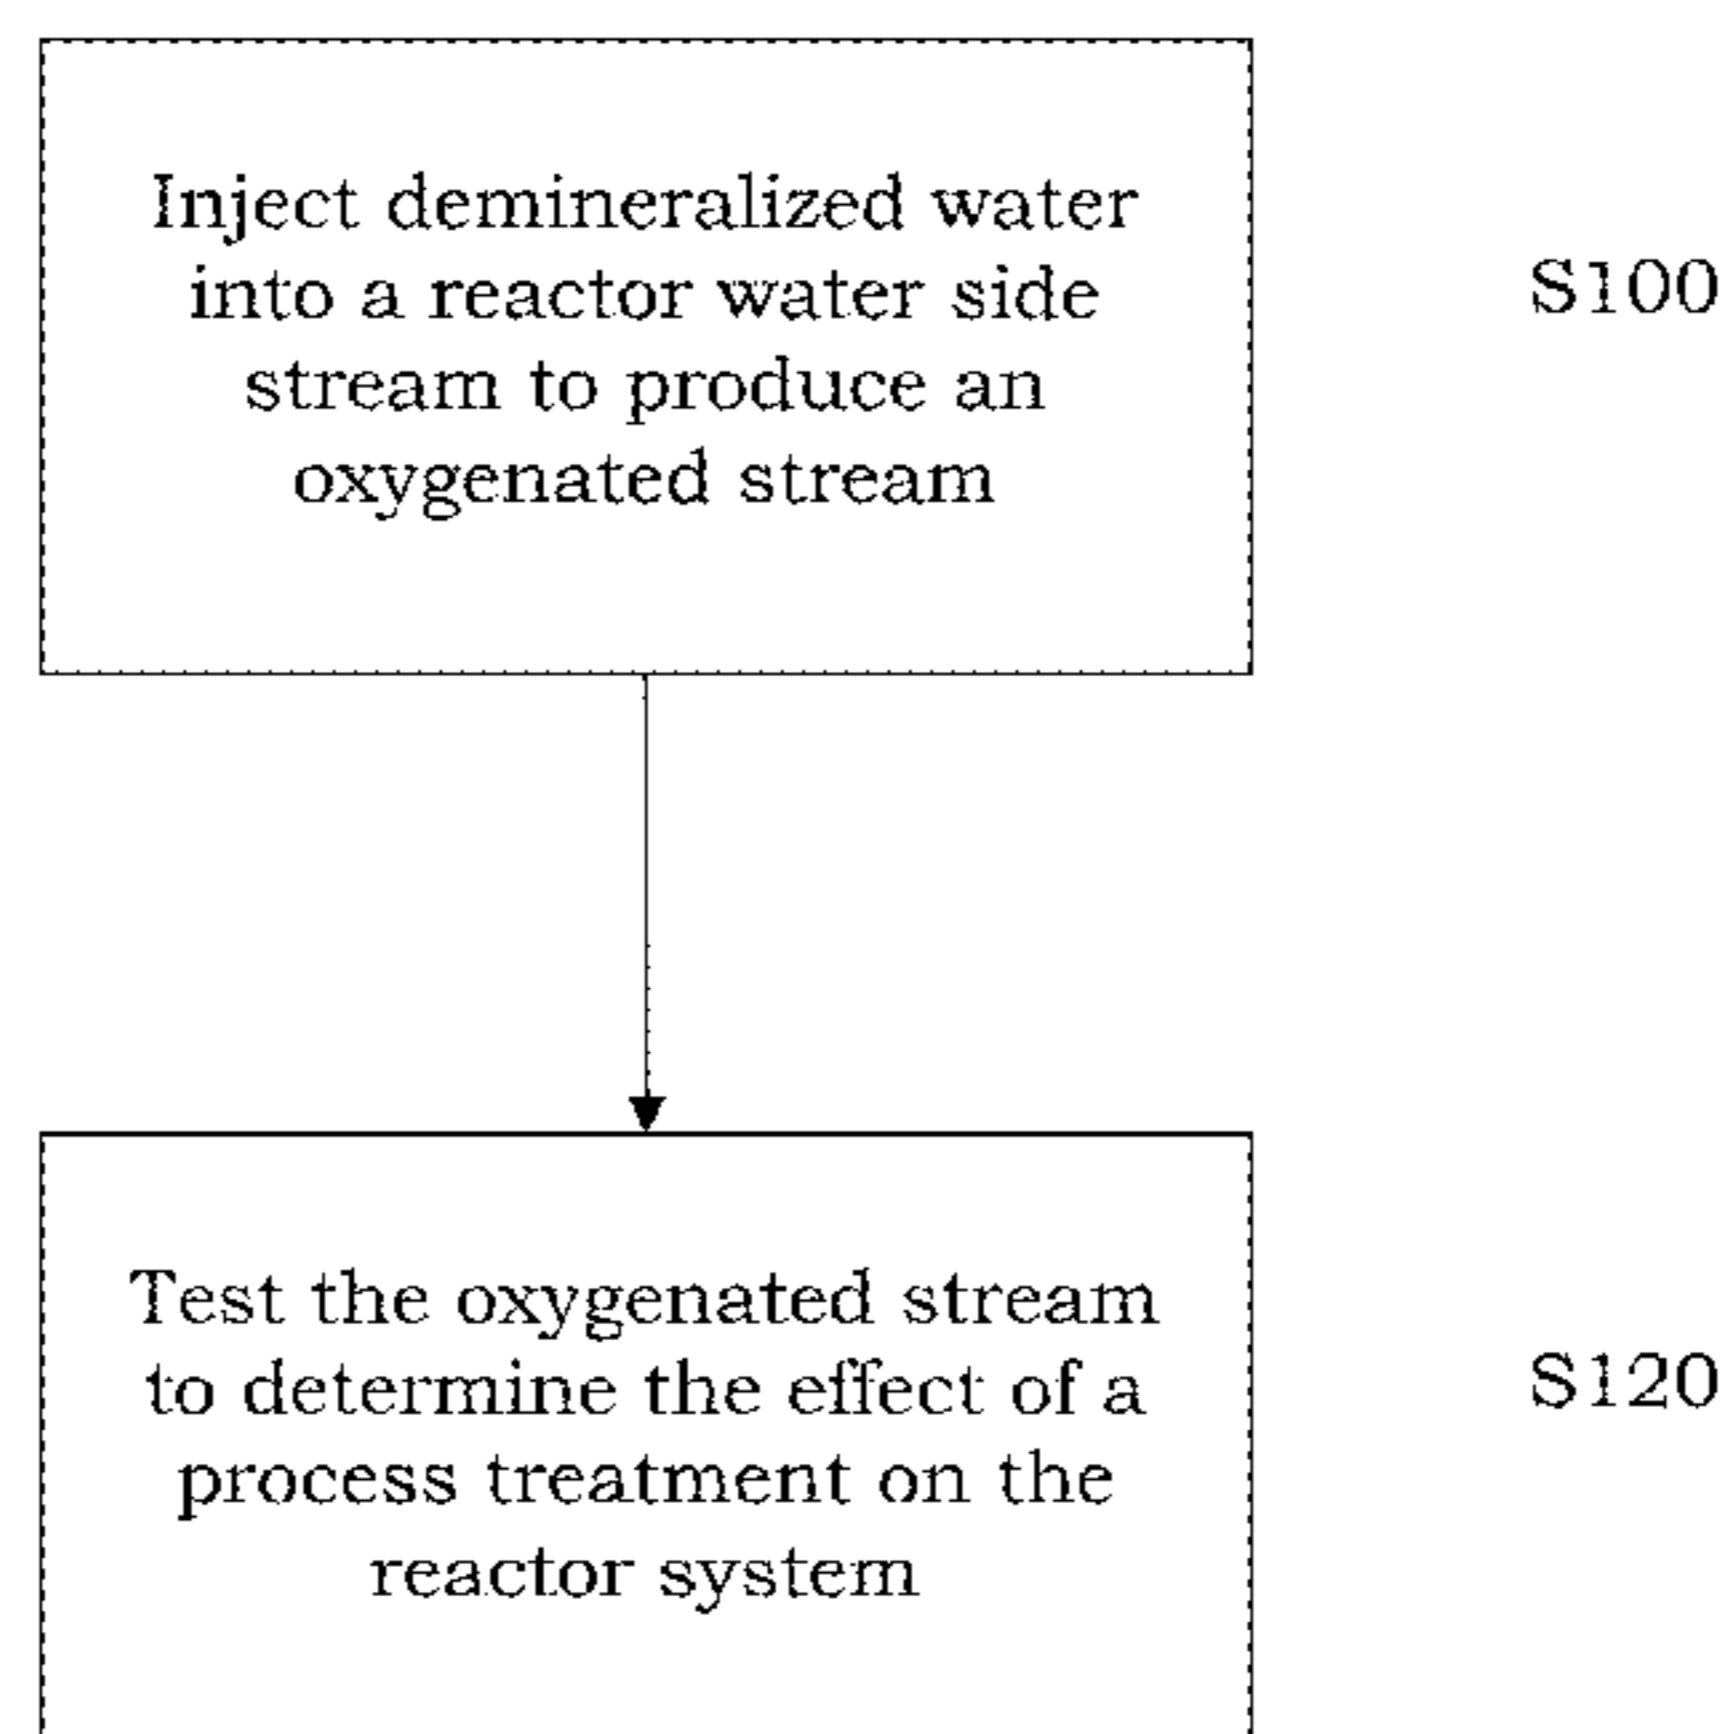 Inject demineralized water
into a reactor water side
stream to produce an
oxygenated stream
S100
Test the oxygenated stream
to determine the effect of a
process treatment on the
reactor system
S120